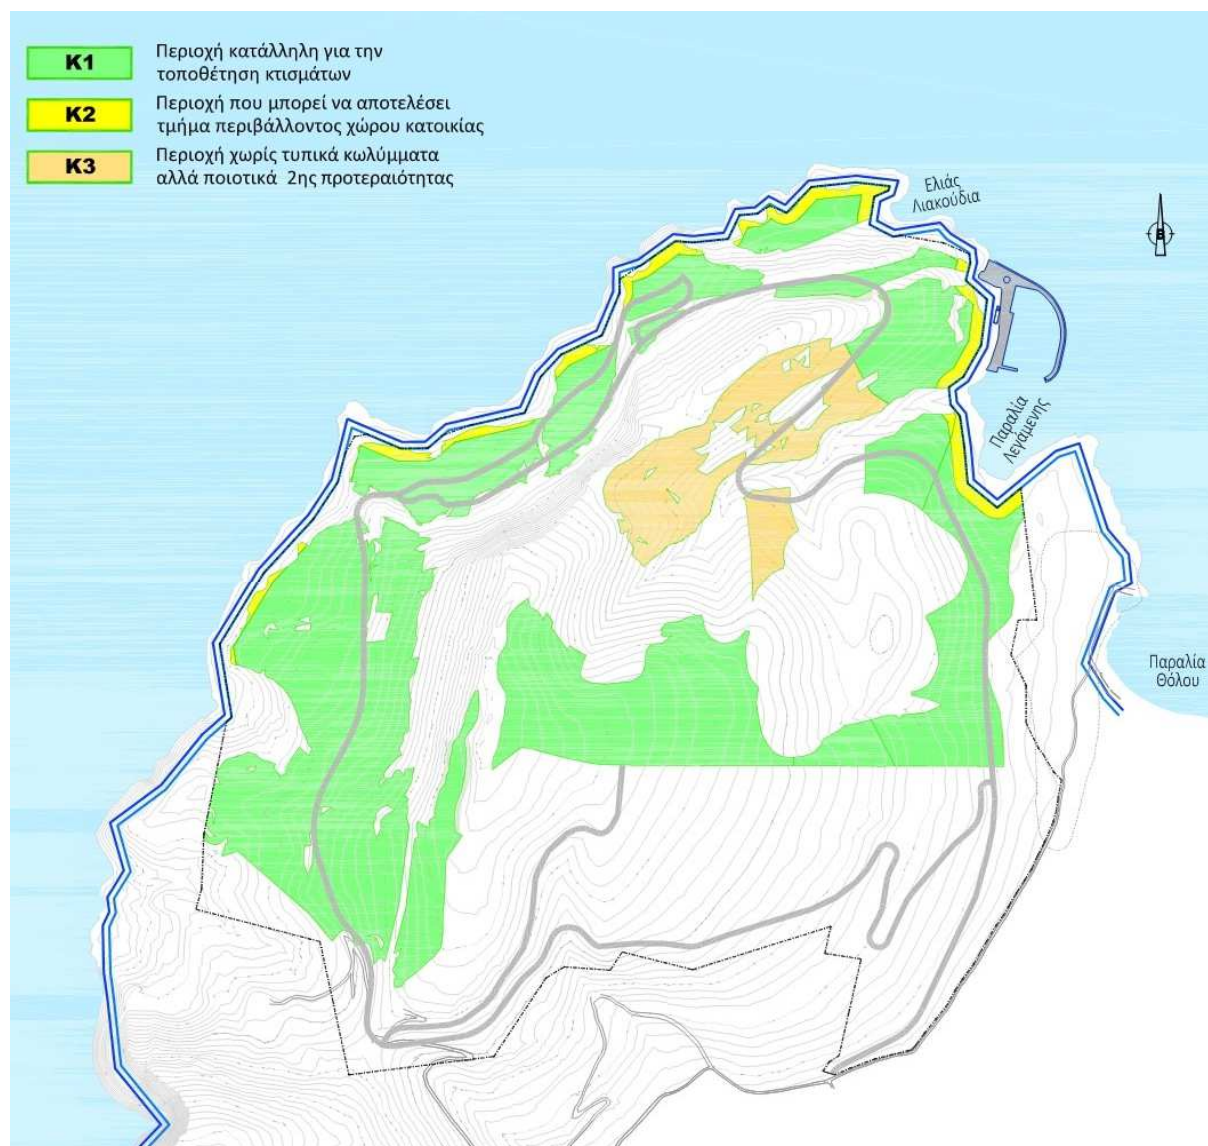 K1
Περιοχή κατάλληλη για την
τοποθέτηση κτισμάτων
K2
Περιοχή που μπορεί να αποτελέσει
τμήμα περιβάλλοντος χώρου κατοικίας
K3
Περιοχή χωρίς τυπικά κωλύμματα
αλλά ποιοτικά 2ης προτεραιότητας
Ελιάς
Λιακούδια
Β
Παραλία
Λεγάμενης
Παραλία
Θόλου